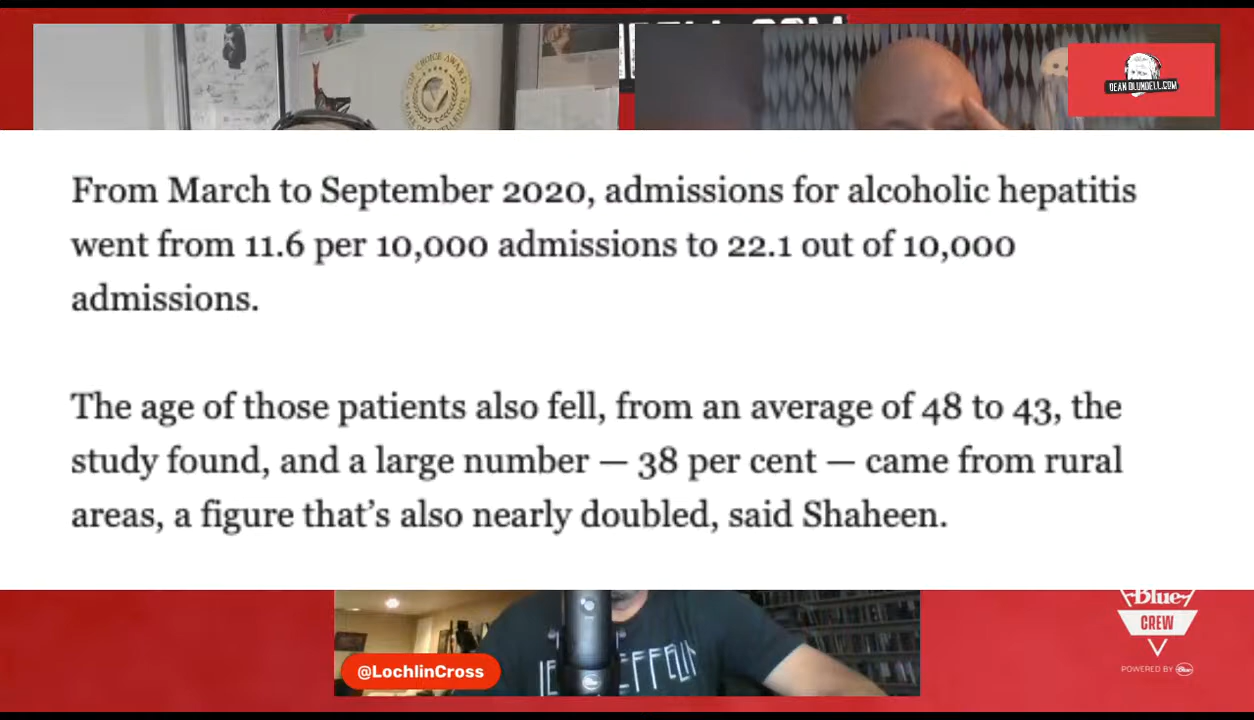 DEAN BLUNDELL.COM
From March to September 2020, admissions for alcoholic hepatitis
went from 11.6 per 10,000 admissions to 22.1 out of 10,000
admissions.
The age of those patients also fell, from an average of 48 to 43, the
study found, and a large number — 38 per cent — came from rural
areas, a figure that’s also nearly doubled, said Shaheen.
Blue
CREW
POWERED BY Blue
@LochlinCross